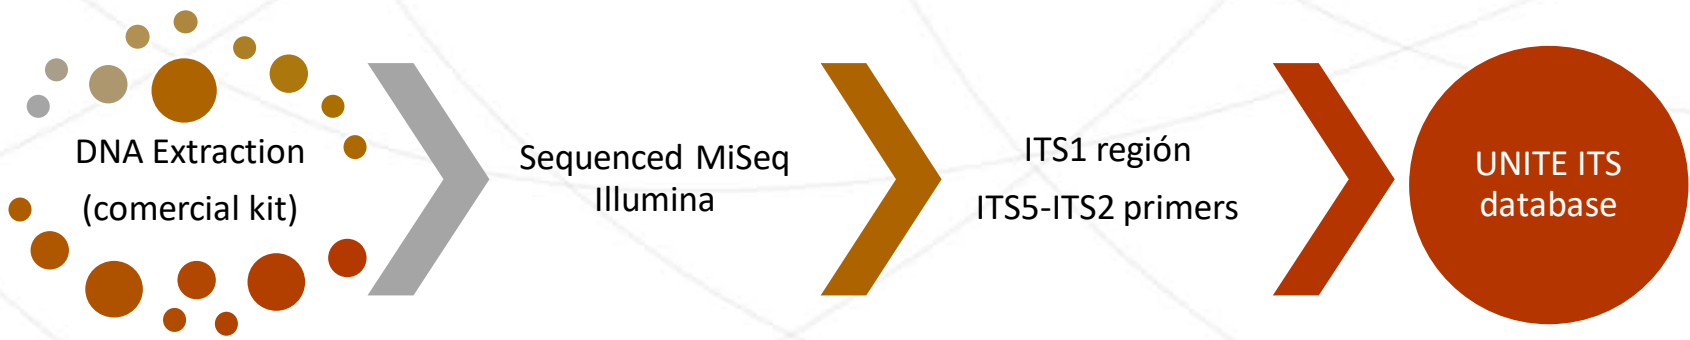 DNA Extraction
(comercial kit)
Sequenced MiSeq
Illumina
ITS1 región
ITS5-ITS2 primers
UNITE ITS
database